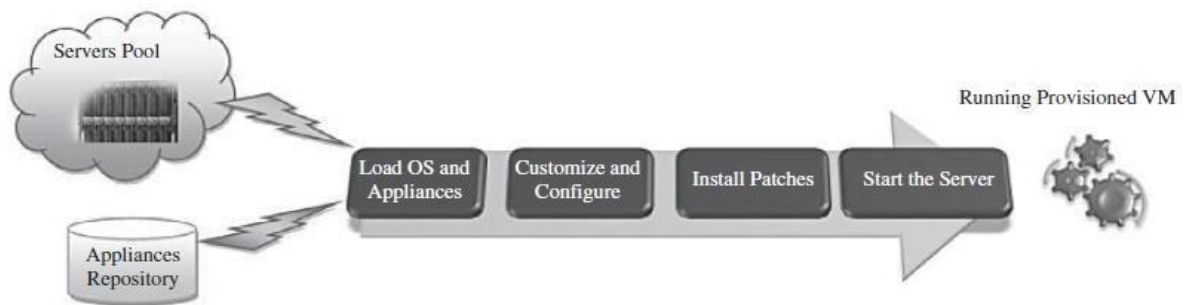 Servers Pool
Running Provisioned VM
Load OS and
Appliances
Customize and
Configure
Install Patches
Start the Server
Appliances
Repository